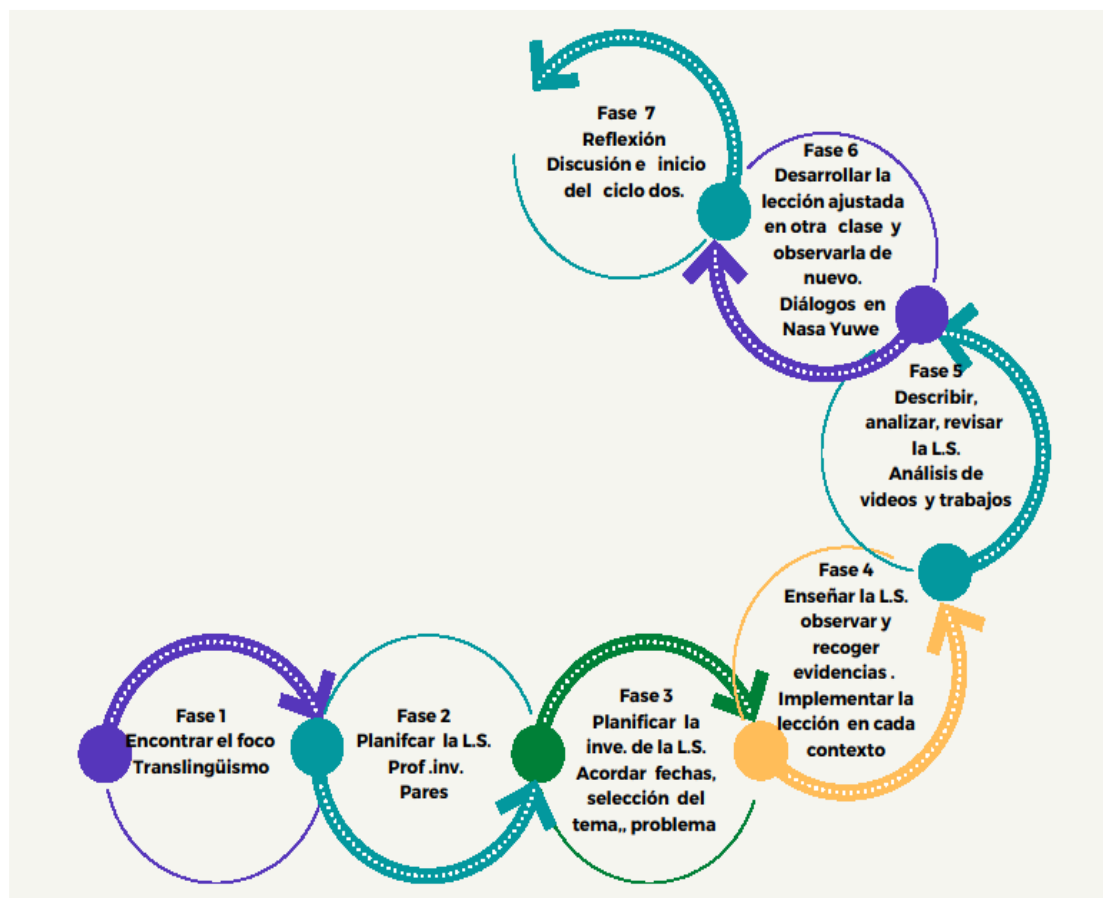 Fase 1
Encontrar el foco
Translingüismo
Fase 2
Planifcar la L.S.
Prof .inv.
Pares
Fase 3
Planificar la
inve. de la L.S.
Acordar fechas,
selección del
tema,, problema
Fase 4
Enseñar la L.S.
observar y
recoger
evidencias .
Implementar la
lección en cada
contexto
Fase 5
Describir,
analizar, revisar
la L.S.
Análisis de
videos y trabajos
Fase 6
Desarrollar la
lección ajustada
en otra clase y
observarla de
nuevo.
Diálogos en
Nasa Yuwe
Fase 7
Reflexión
Discusión e inicio
del ciclo dos.